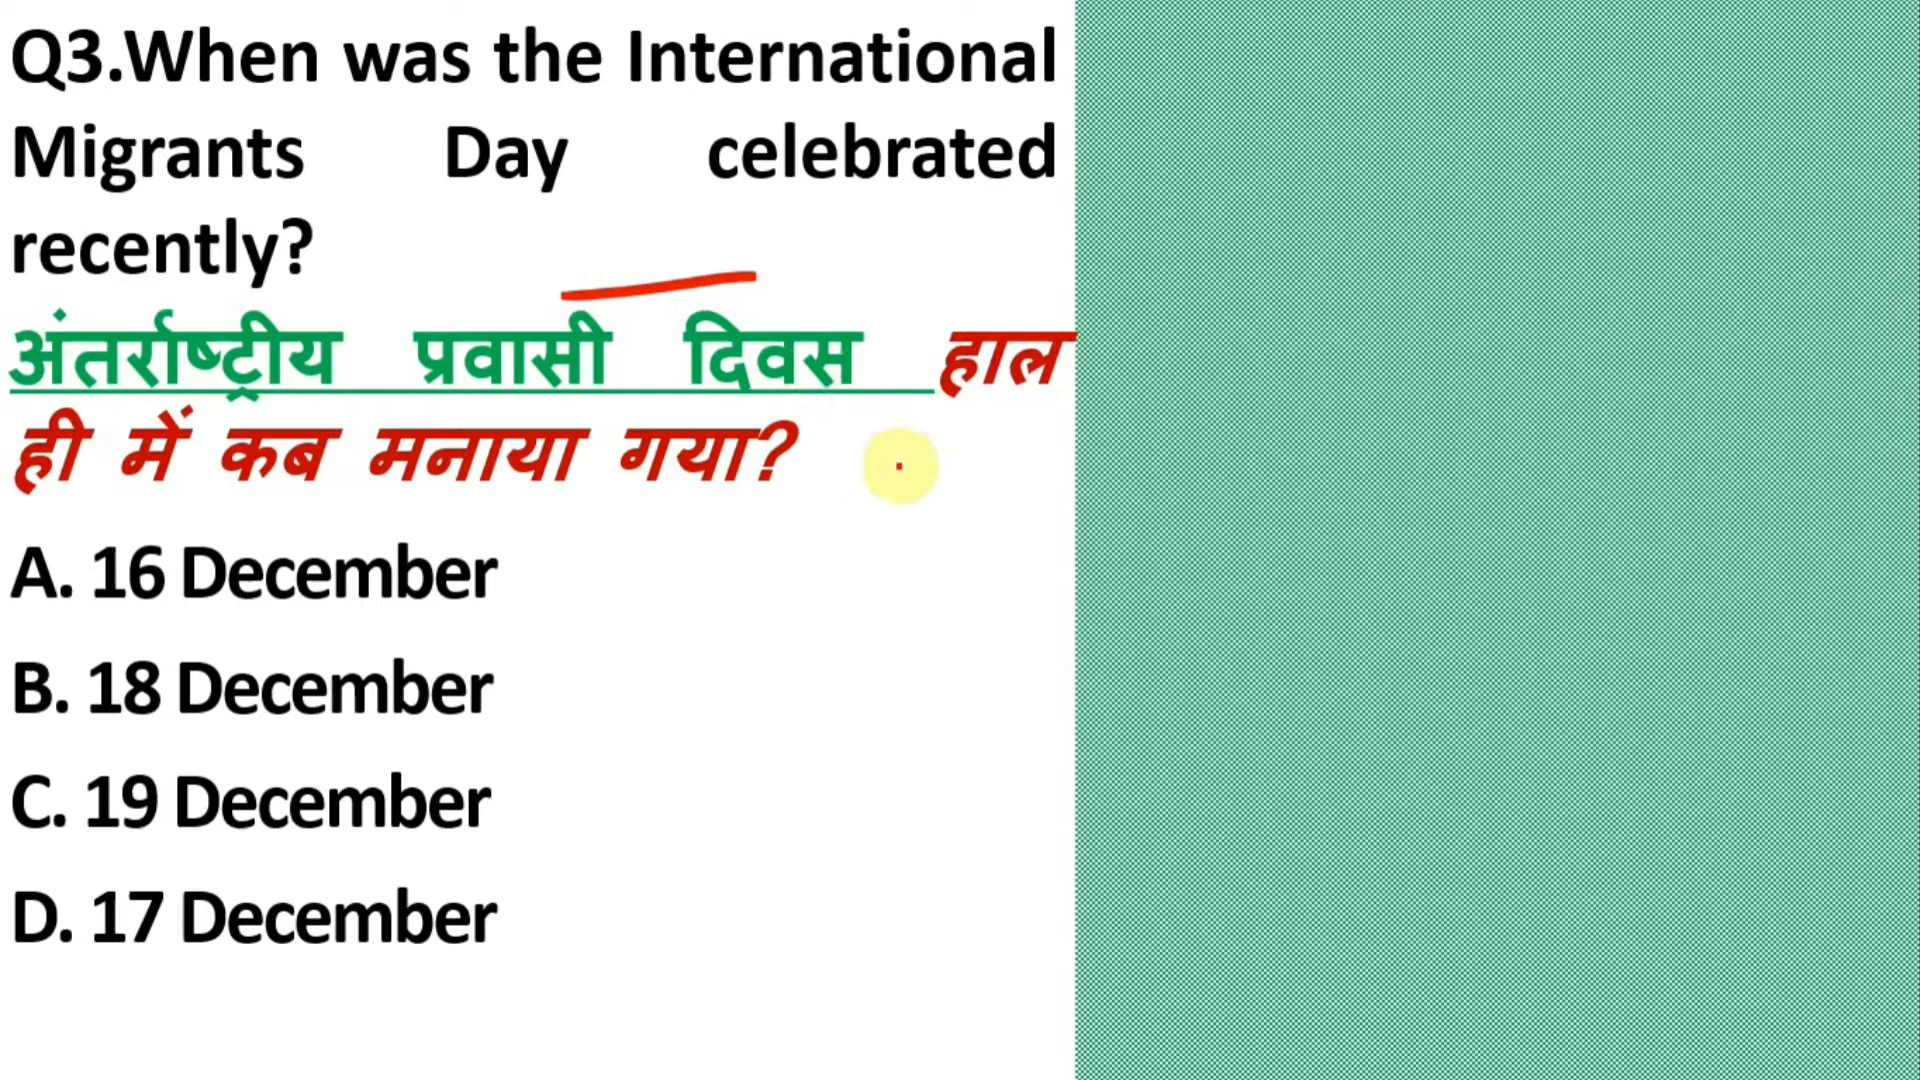 Q3.When was the International
Migrants Day celebrated
recently?
अंतर्राष्ट्रीय प्रवासी दिवस हाल
ही में कब मनाया गया?
A. 16 December
B. 18 December
C. 19 December
D. 17 December